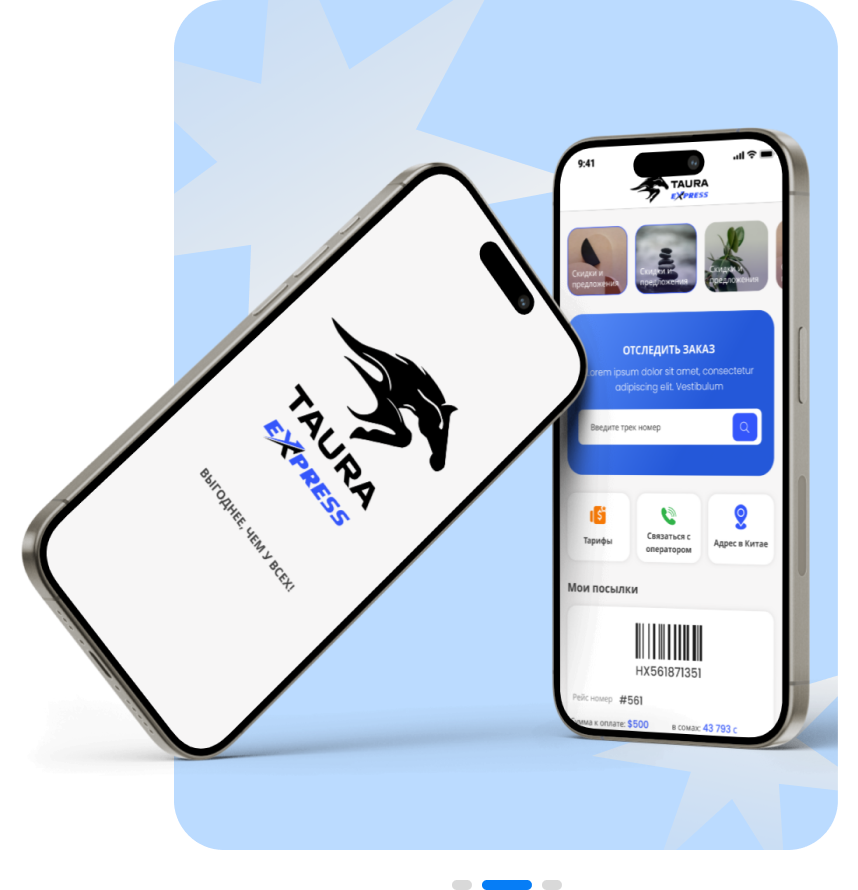 TAURA
EXPRESS
ВЫГОДНЕЕ, ЧЕМ У ВСЕХ!
9:41
TAURA
EXPRESS
Скидки и
предложения
Скидки и
предложения
Скидки и
предложения
ОТСЛЕДИТЬ ЗАКАЗ
Lorem ipsum dolor sit amet, consectetur
adipiscing elit. Vestibulum
Введите трек номер
Тарифы
Связаться с
оператором
Адрес в Китае
Мои посылки
HX561871351
Рейс номер #561
Сумма к оплате: $500 в сомах: 43 793 с